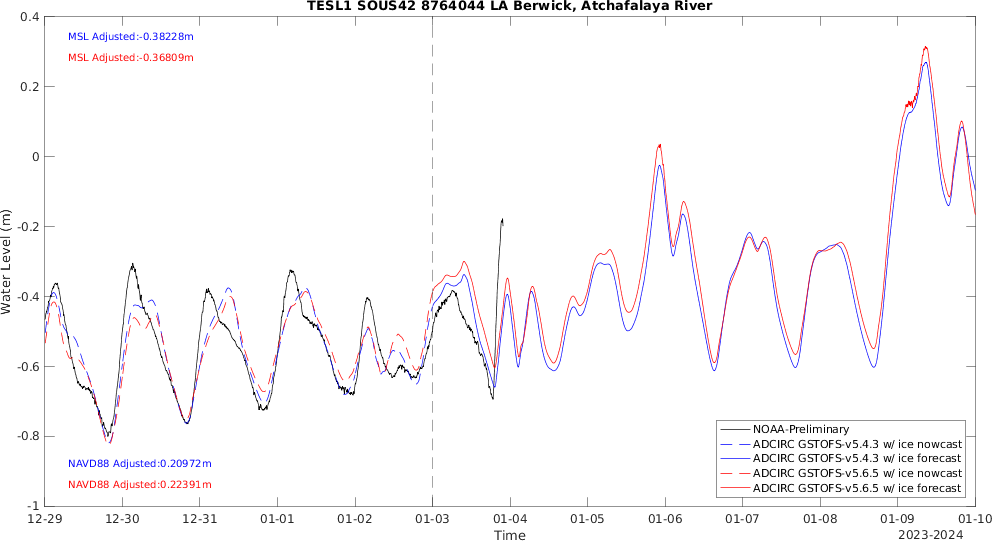 TESL1 SOUS42 8764044 LA Berwick, Atchafalaya River
MSL Adjusted:-0.38228m
MSL Adjusted:-0.36809m
NAVD88 Adjusted:0.20972m
NAVD88 Adjusted:0.22391m
Water Level (m)
0.4
0.2
0
-0.2
-0.4
-0.6
-0.8
-1
NOAA-Preliminary
ADCIRC GSTOFS-v5.4.3 w/ ice nowcast
ADCIRC GSTOFS-v5.4.3 w/ ice forecast
ADCIRC GSTOFS-v5.6.5 w/ ice nowcast
ADCIRC GSTOFS-v5.6.5 w/ ice forecast
12-29 12-30 12-31 01-01 01-02 01-03 01-04 01-05 01-06 01-07 01-08 01-09 01-10
Time
2023-2024